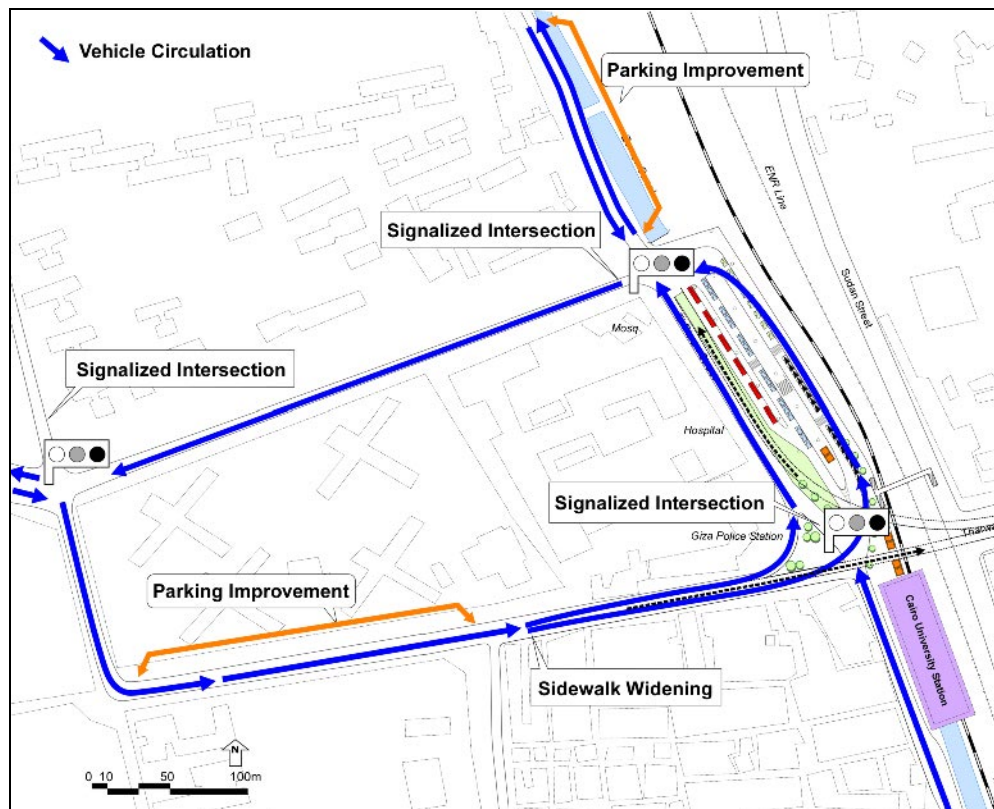 Vehicle Circulation
Parking Improvement
ENR Line
Signalized Intersection
Sudan Street
Mosq.
Signalized Intersection
Hospital
Signalized Intersection
Giza Police Station
Parking Improvement
Cairo University Station
Sidewalk Widening
N
0 10 50 100m